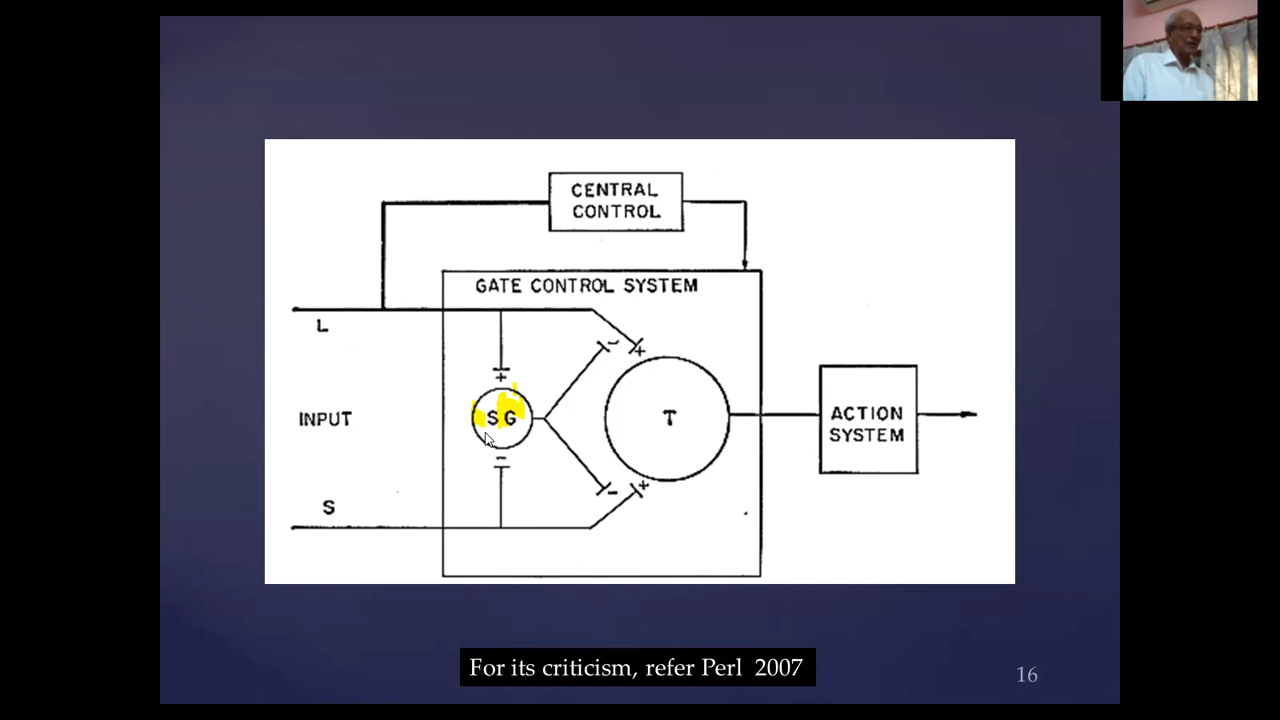 CENTRAL
CONTROL
GATE CONTROL SYSTEM
L
+
-
+
SG
T
INPUT
ACTION
SYSTEM
-
-
+
S
For its criticism, refer Perl 2007
16